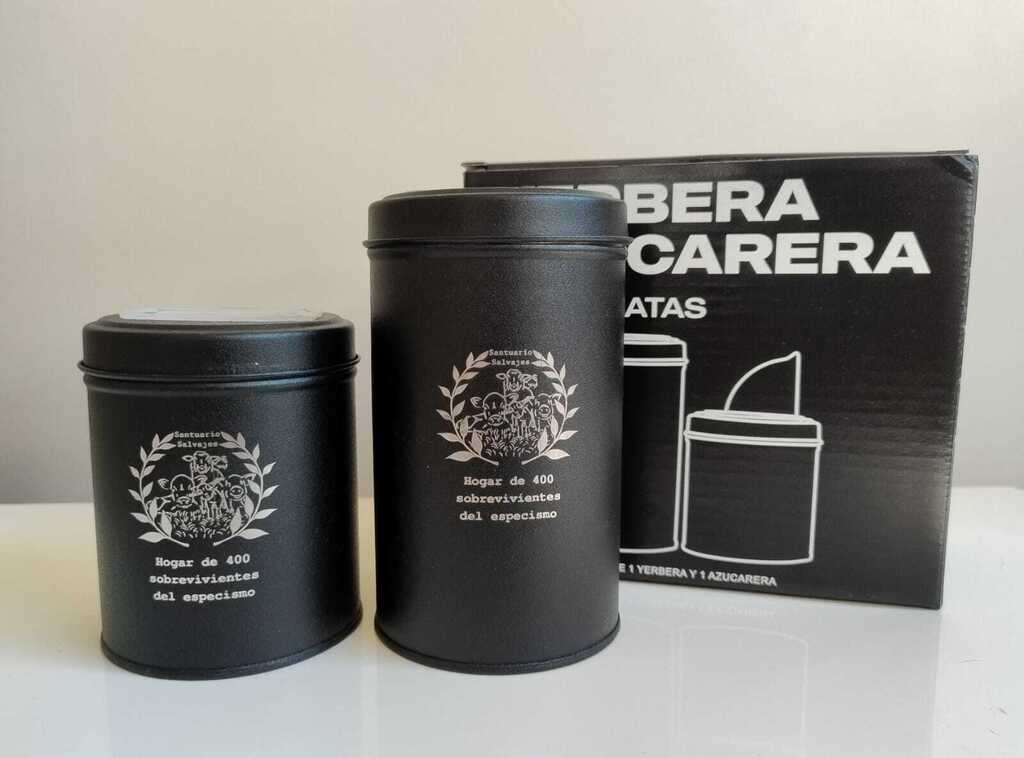 Santuario
Salvajes
Hogar de 400
sobrevivientes
del especismo
Santuario
Salvajes
Hogar de 400
sobrevivientes
del especismo
BERA
CARERA
ATAS
E 1 YERBERA Y 1 AZUCARERA